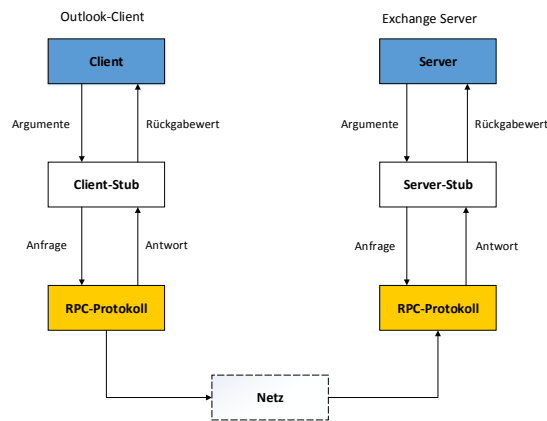 Outlook-Client
Exchange Server
Client
Server
Argumente
Rückgabewert
Argumente
Rückgabewert
Client-Stub
Server-Stub
Anfrage
Antwort
Anfrage
Antwort
RPC-Protokoll
RPC-Protokoll
Netz